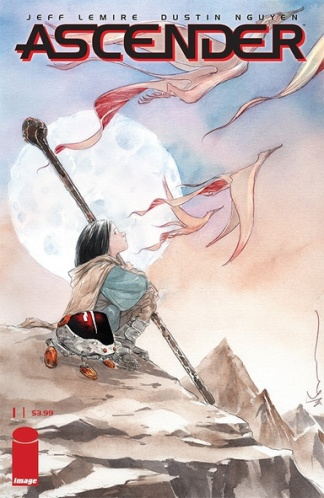 JEFF LEMIRE DUSTIN NGUYEN
ASCENDER
1 | $3.99
image